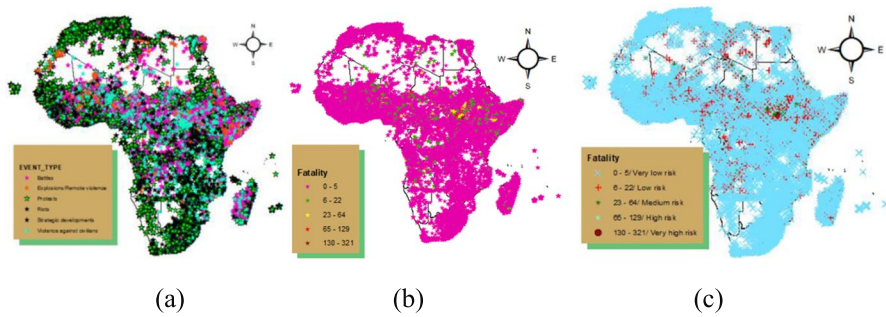 N
W E
S
EVENT_TYPE
Battles
Explosions/Remote violence
Protests
Riots
Strategic developments
Violence against civilians
N
W E
S
Fatality
0 - 5
6 - 22
23 - 64
65 - 129
130 - 321
N
W E
S
Fatality
0 - 5/ Very low risk
6 - 22/ Low risk
23 - 64/ Medium risk
65 - 129/ High risk
130 - 321/ Very high risk
(a) (b) (c)